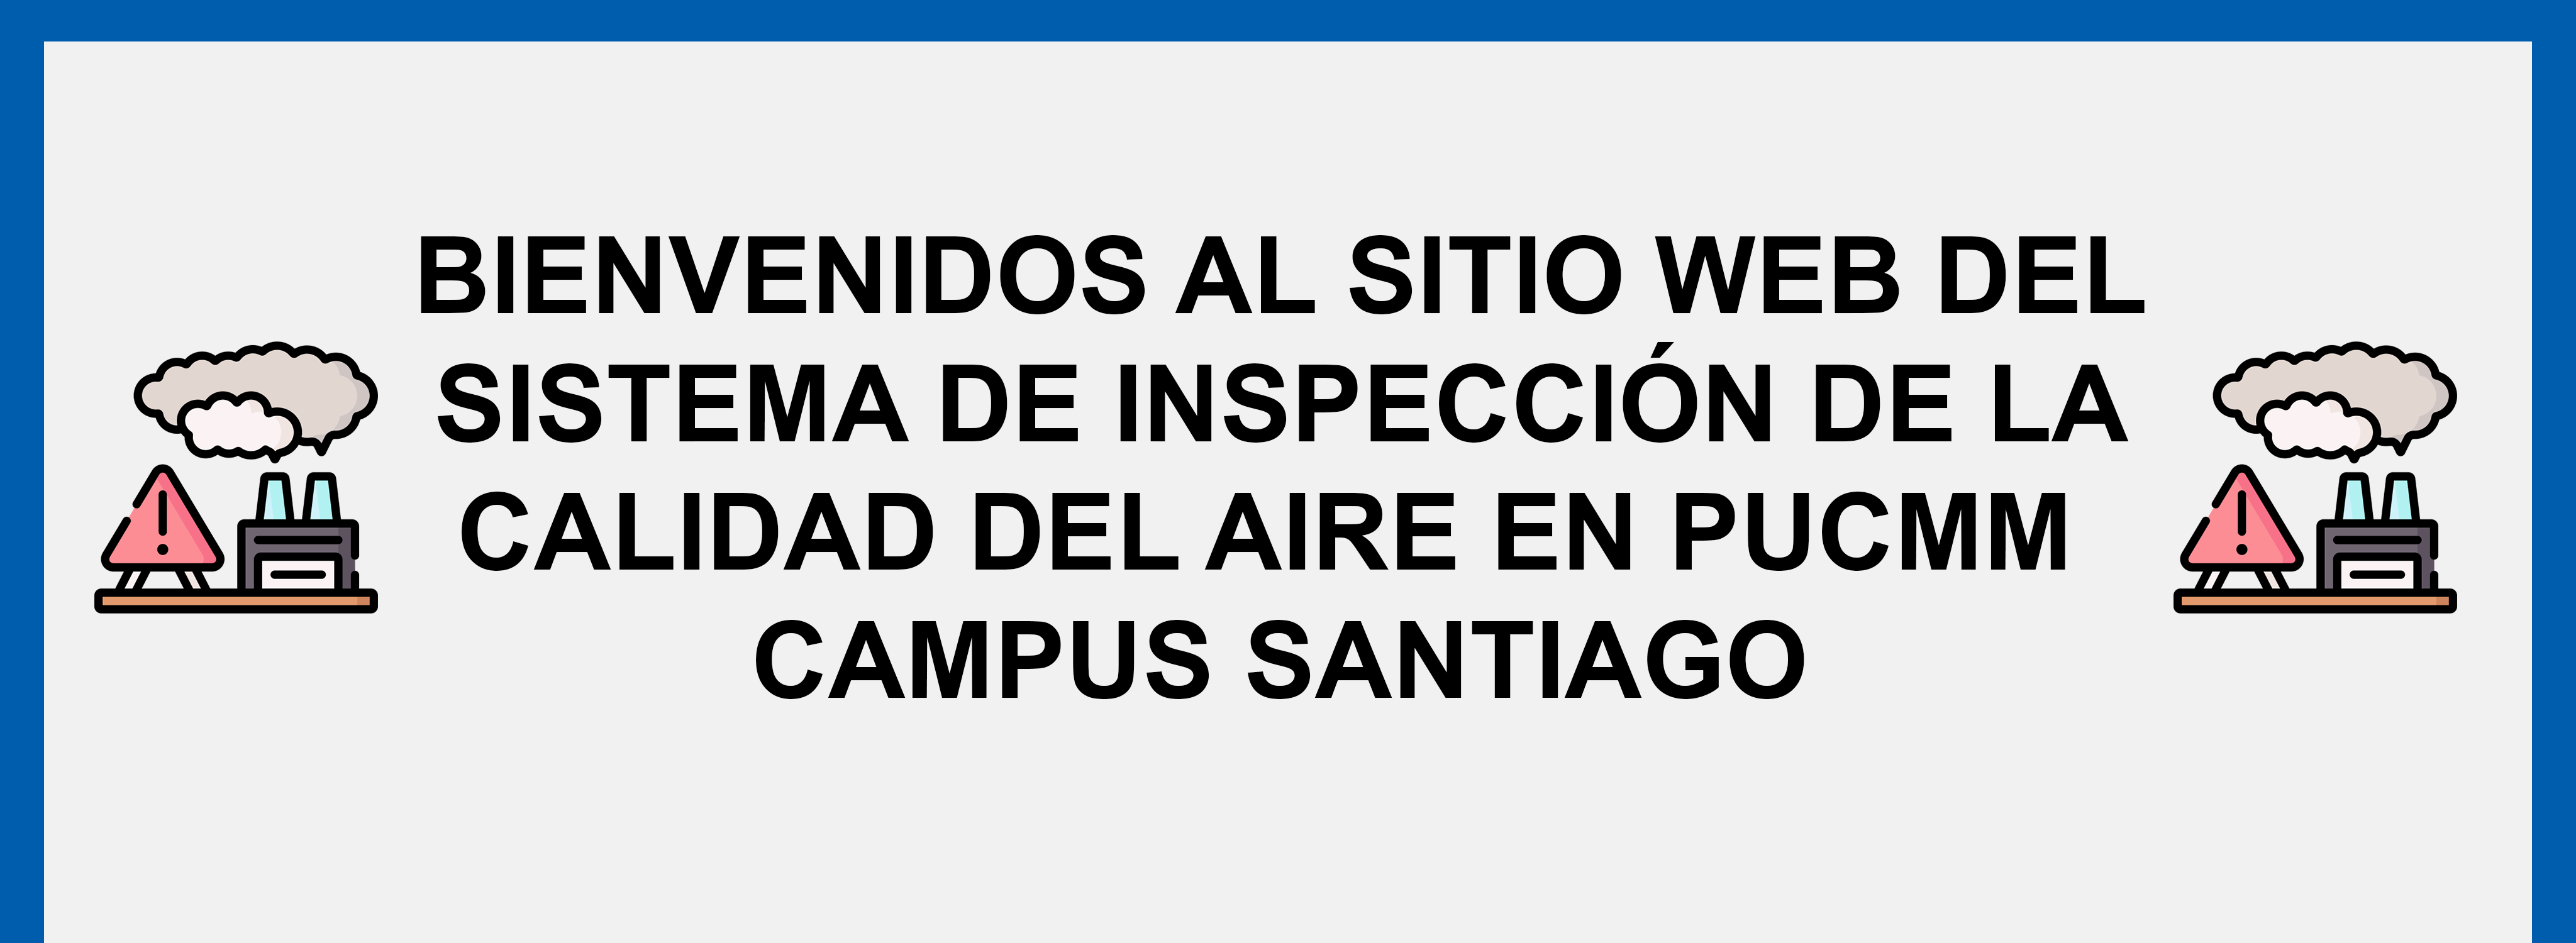 BIENVENIDOS AL SITIO WEB DEL
SISTEMA DE INSPECCIÓN DE LA
CALIDAD DEL AIRE EN PUCMM
CAMPUS SANTIAGO